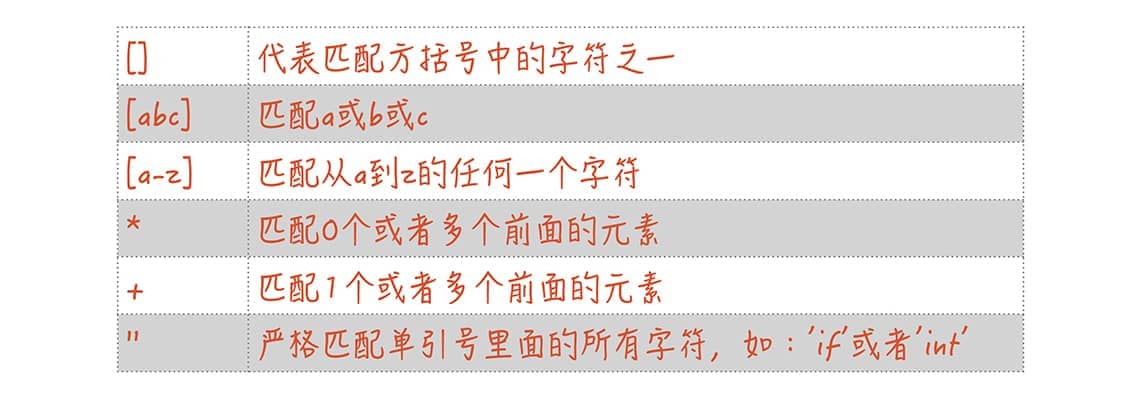 [] 代表匹配方括号中的字符之一
[abc] 匹配a或b或c
[a-z] 匹配从a到z的任何一个字符
* 匹配0个或者多个前面的元素
+ 匹配1个或者多个前面的元素
'' 严格匹配单引号里面的所有字符，如：'if'或者'int'